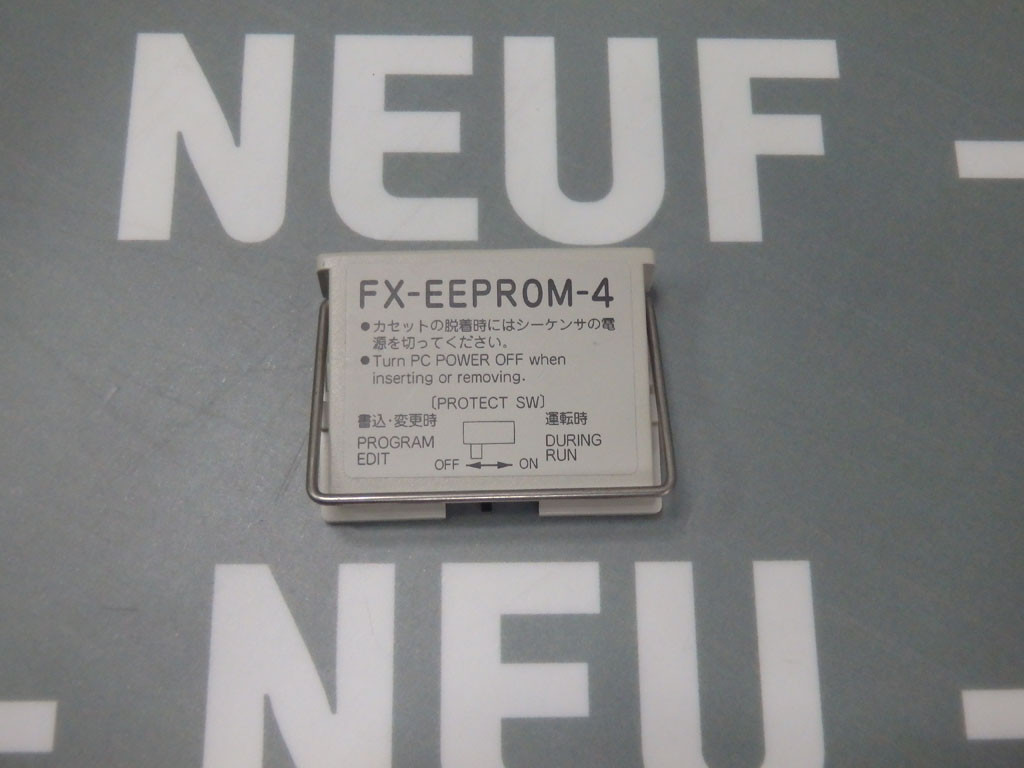 NEUF -
FX-EEPROM-4
●カセットの脱着時にはシーケンサの電
源を切ってください。
●Turn PC POWER OFF when
inserting or removing.
〔PROTECT SW〕
書込・変更時 運転時
PROGRAM DURING
EDIT OFF ON RUN
- NEU -